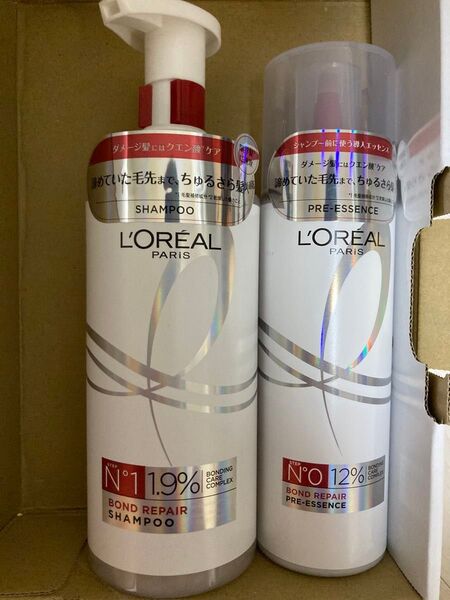 ダメージ髪にはクエン酸ケア
諦めていた毛先まで、ちゅるさら髪
SHAMPOO
L'ORÉAL
PARIS
STEP
N°1
1.9%
BONDING
CARE
COMPLEX
BOND REPAIR
SHAMPOO
シャンプー前に使う導入エッセンス
ダメージ髪にはクエン酸ケア
諦めていた毛先まで、ちゅるさら
PRE-ESSENCE
L'ORÉAL
PARIS
STEP
N°0
12%
BONDING
CARE
COMPLEX
BOND REPAIR
PRE-ESSENCE